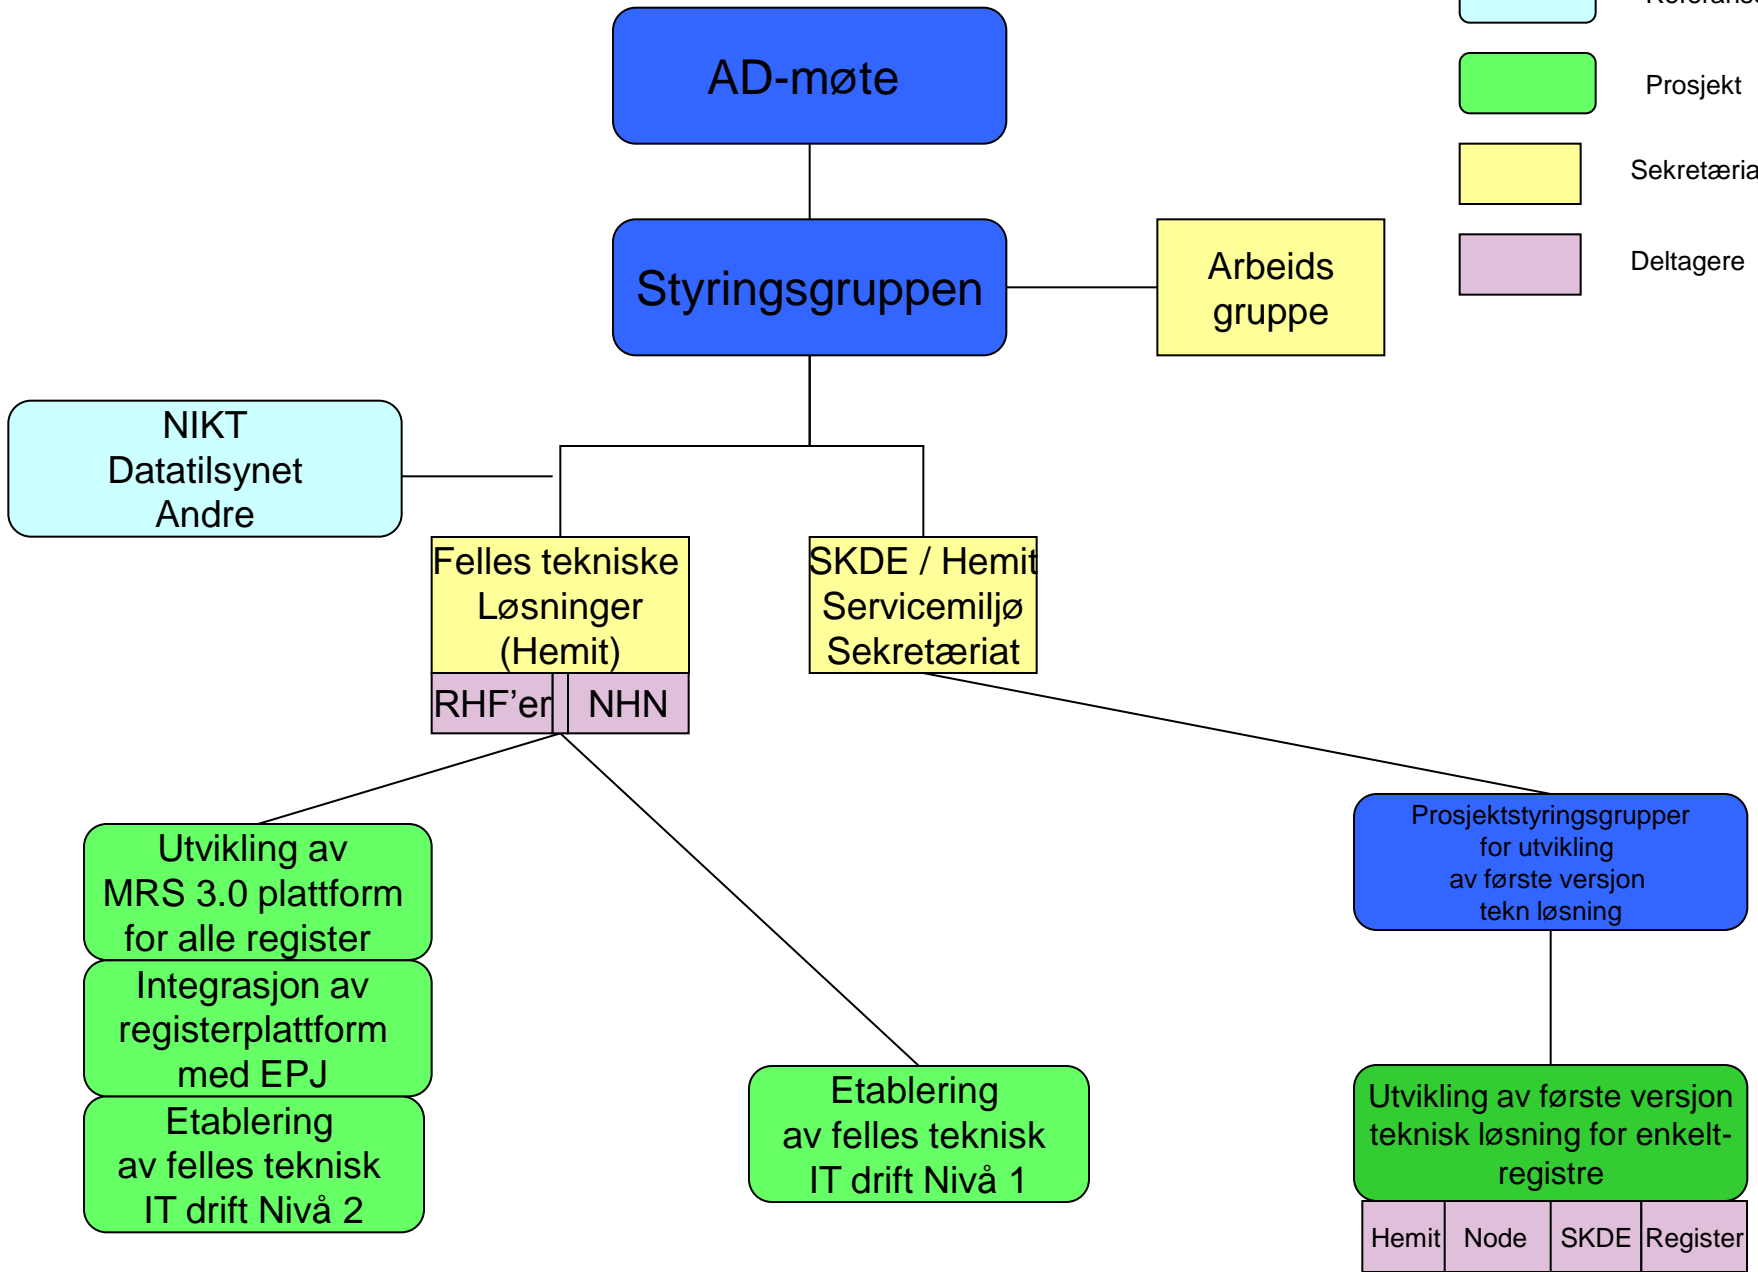 AD-møte
Prosjekt
Styringsgruppen
Arbeids
gruppe
Deltagere
NIKT
Datatilsynet
Andre
Felles tekniske
Løsninger
(Hemit)
RHF’er
NHN
SKDE / Hemit
Servicemiljø
Sekretæriat
Utvikling av
MRS 3.0 plattform
for alle register
Integrasjon av
registerplattform
med EPJ
Etablering
av felles teknisk
IT drift Nivå 2
Etablering
av felles teknisk
IT drift Nivå 1
Prosjektstyringsgrupper
for utvikling
av første versjon
tekn løsning
Utvikling av første versjon
teknisk løsning for enkelt-
registre
Hemit
Node
SKDE
Register